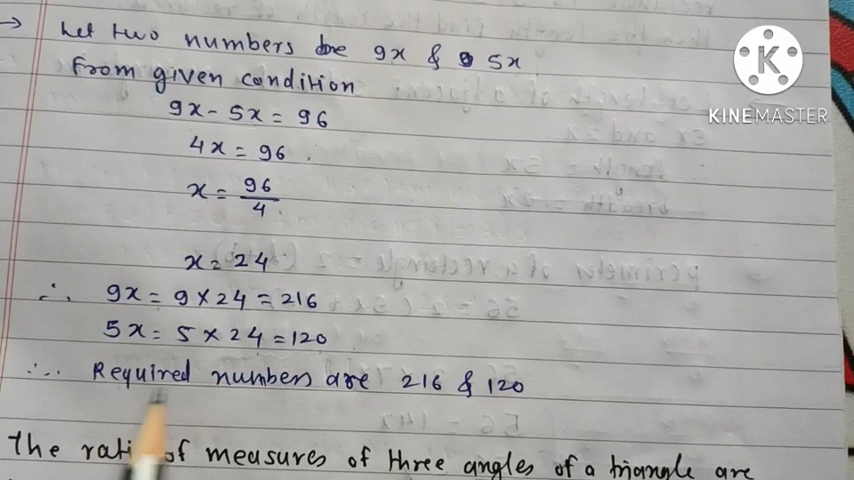 → Let two numbers be 9x & 5x
From given condition
9x - 5x = 96
4x = 96
x = 96/4
x = 24
∴ 9x = 9 × 24 = 216
5x = 5 × 24 = 120
∴ Required numbers are 216 & 120
The ratio of measures of three angles of a triangle are
K
KINEMASTER